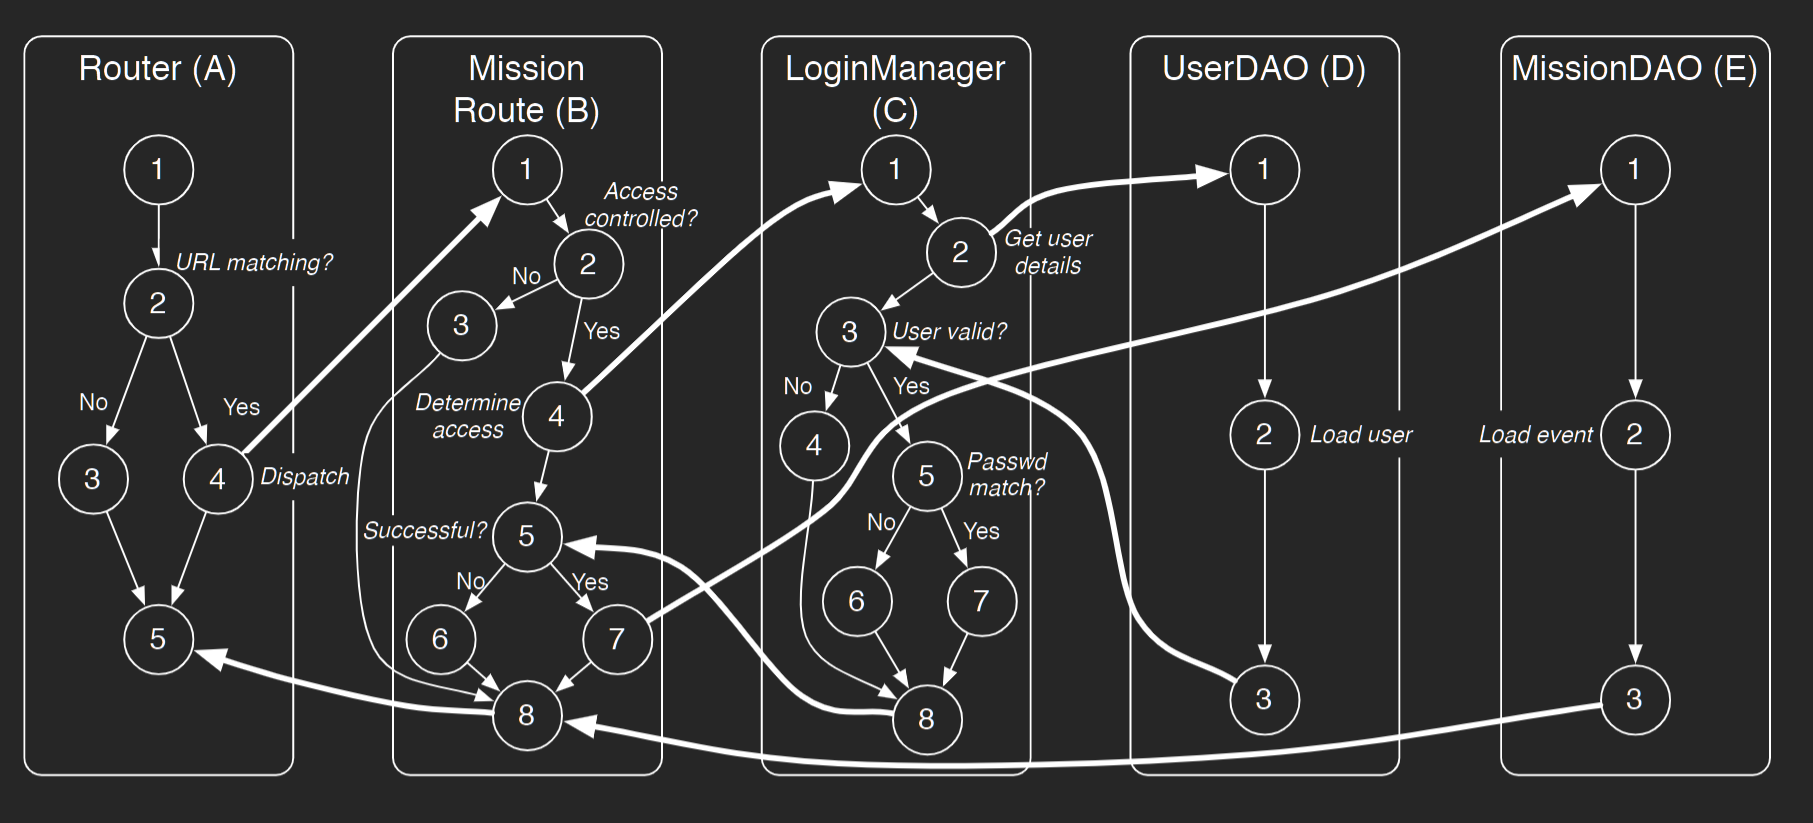 Router (A)
1
URL matching?
2
No
Yes
3
4
Dispatch
5
Mission
Route (B)
1
Access
controlled?
2
No
3
Yes
Determine
access
4
Successful?
5
No
Yes
6
7
8
LoginManager
(C)
1
2
Get user
details
3
User valid?
No
Yes
4
5
Passwd
match?
No
Yes
6
7
8
UserDAO (D)
1
2
Load user
3
MissionDAO (E)
1
Load event
2
3